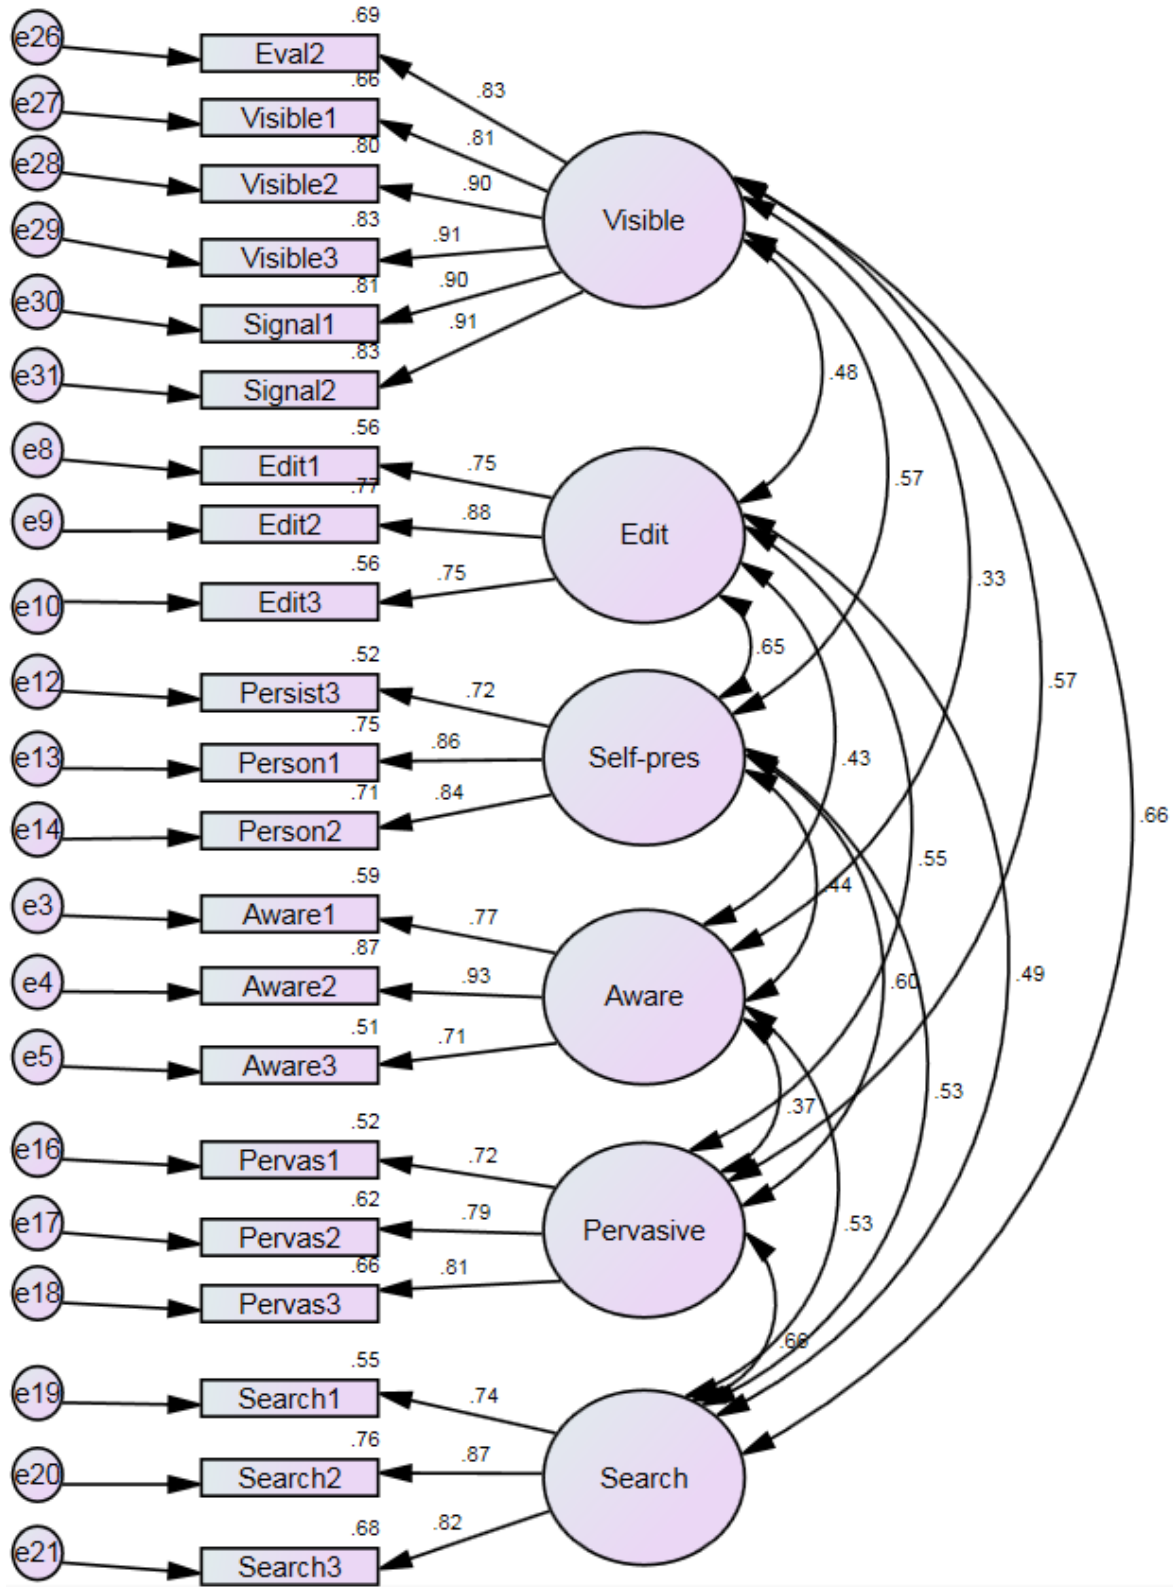 e26 .69 Eval2 .83
e27 .66 Visible1 .81
e28 .80 Visible2 .90
e29 .83 Visible3 .91
e30 .81 Signal1 .90
e31 .83 Signal2 .91
Visible
e8 .56 Edit1 .75
e9 .77 Edit2 .88
e10 .56 Edit3 .75
Edit
e12 .52 Persist3 .72
e13 .75 Person1 .86
e14 .71 Person2 .84
Self-pres
e3 .59 Aware1 .77
e4 .87 Aware2 .93
e5 .51 Aware3 .71
Aware
e16 .52 Pervas1 .72
e17 .62 Pervas2 .79
e18 .66 Pervas3 .81
Pervasive
e19 .55 Search1 .74
e20 .76 Search2 .87
e21 .68 Search3 .82
Search
.48
.57
.33
.65
.57
.43
.66
.55
.44
.49
.60
.53
.37
.53